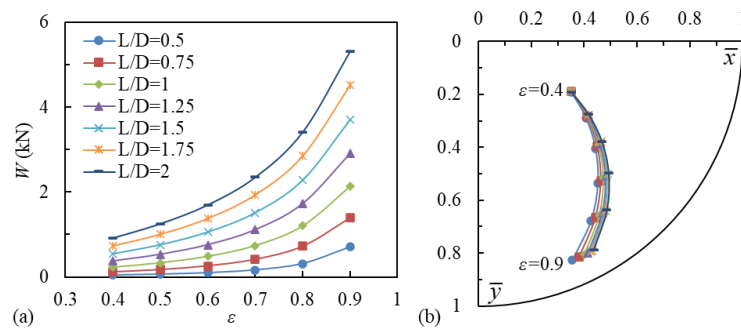 (a)
6
4
2
0
W (kN)
L/D=0.5
L/D=0.75
L/D=1
L/D=1.25
L/D=1.5
L/D=1.75
L/D=2
0.3 0.4 0.5 0.6 0.7 0.8 0.9 1
ε
0 0.2 0.4 0.6 0.8 1
x̅
0
0.2
0.4
0.6
0.8
1
ε=0.4
ε=0.9
y̅
(b)